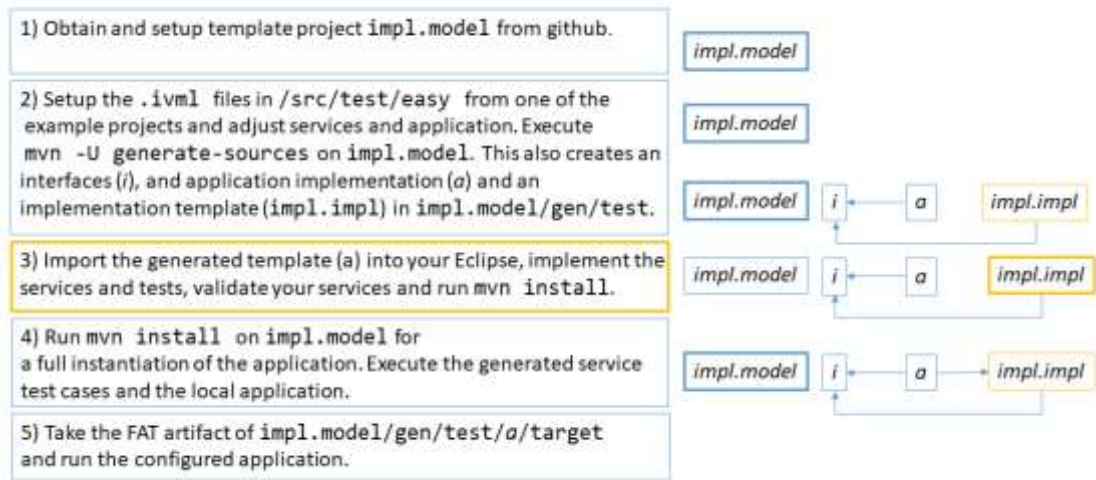 1) Obtain and setup template project impl.model from github.
impl.model
2) Setup the .ivml files in /src/test/easy from one of the
example projects and adjust services and application. Execute
mvn -U generate-sources on impl.model. This also creates an
interfaces (i), and application implementation (a) and an
implementation template (impl.impl) in impl.model/gen/test.
impl.model
impl.model i a impl.impl
3) Import the generated template (a) into your Eclipse, implement the
services and tests, validate your services and run mvn install.
impl.model i a impl.impl
4) Run mvn install on impl.model for
a full instantiation of the application. Execute the generated service
test cases and the local application.
impl.model i a impl.impl
5) Take the FAT artifact of impl.model/gen/test/a/target
and run the configured application.